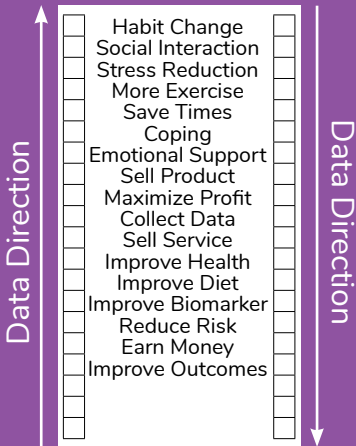 Data Direction
Habit Change
Social Interaction
Stress Reduction
More Exercise
Save Times
Coping
Emotional Support
Sell Product
Maximize Profit
Collect Data
Sell Service
Improve Health
Improve Diet
Improve Biomarker
Reduce Risk
Earn Money
Improve Outcomes
Data Direction